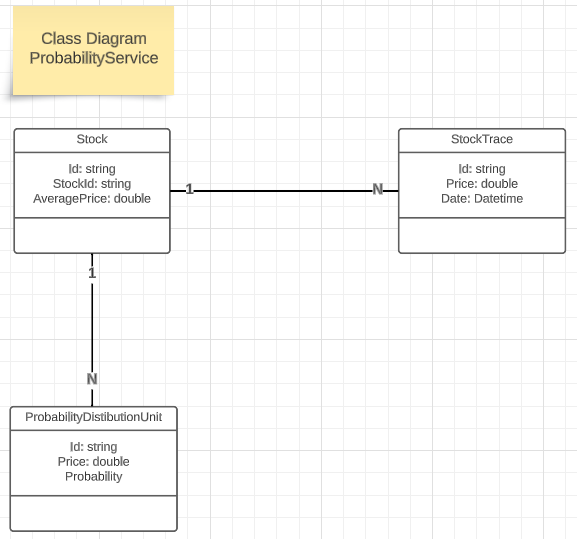 Class Diagram
ProbabilityService
Stock
Id: string
StockId: string
AveragePrice: double
StockTrace
Id: string
Price: double
Date: Datetime
1
N
1
N
ProbabilityDistibutionUnit
Id: string
Price: double
Probability